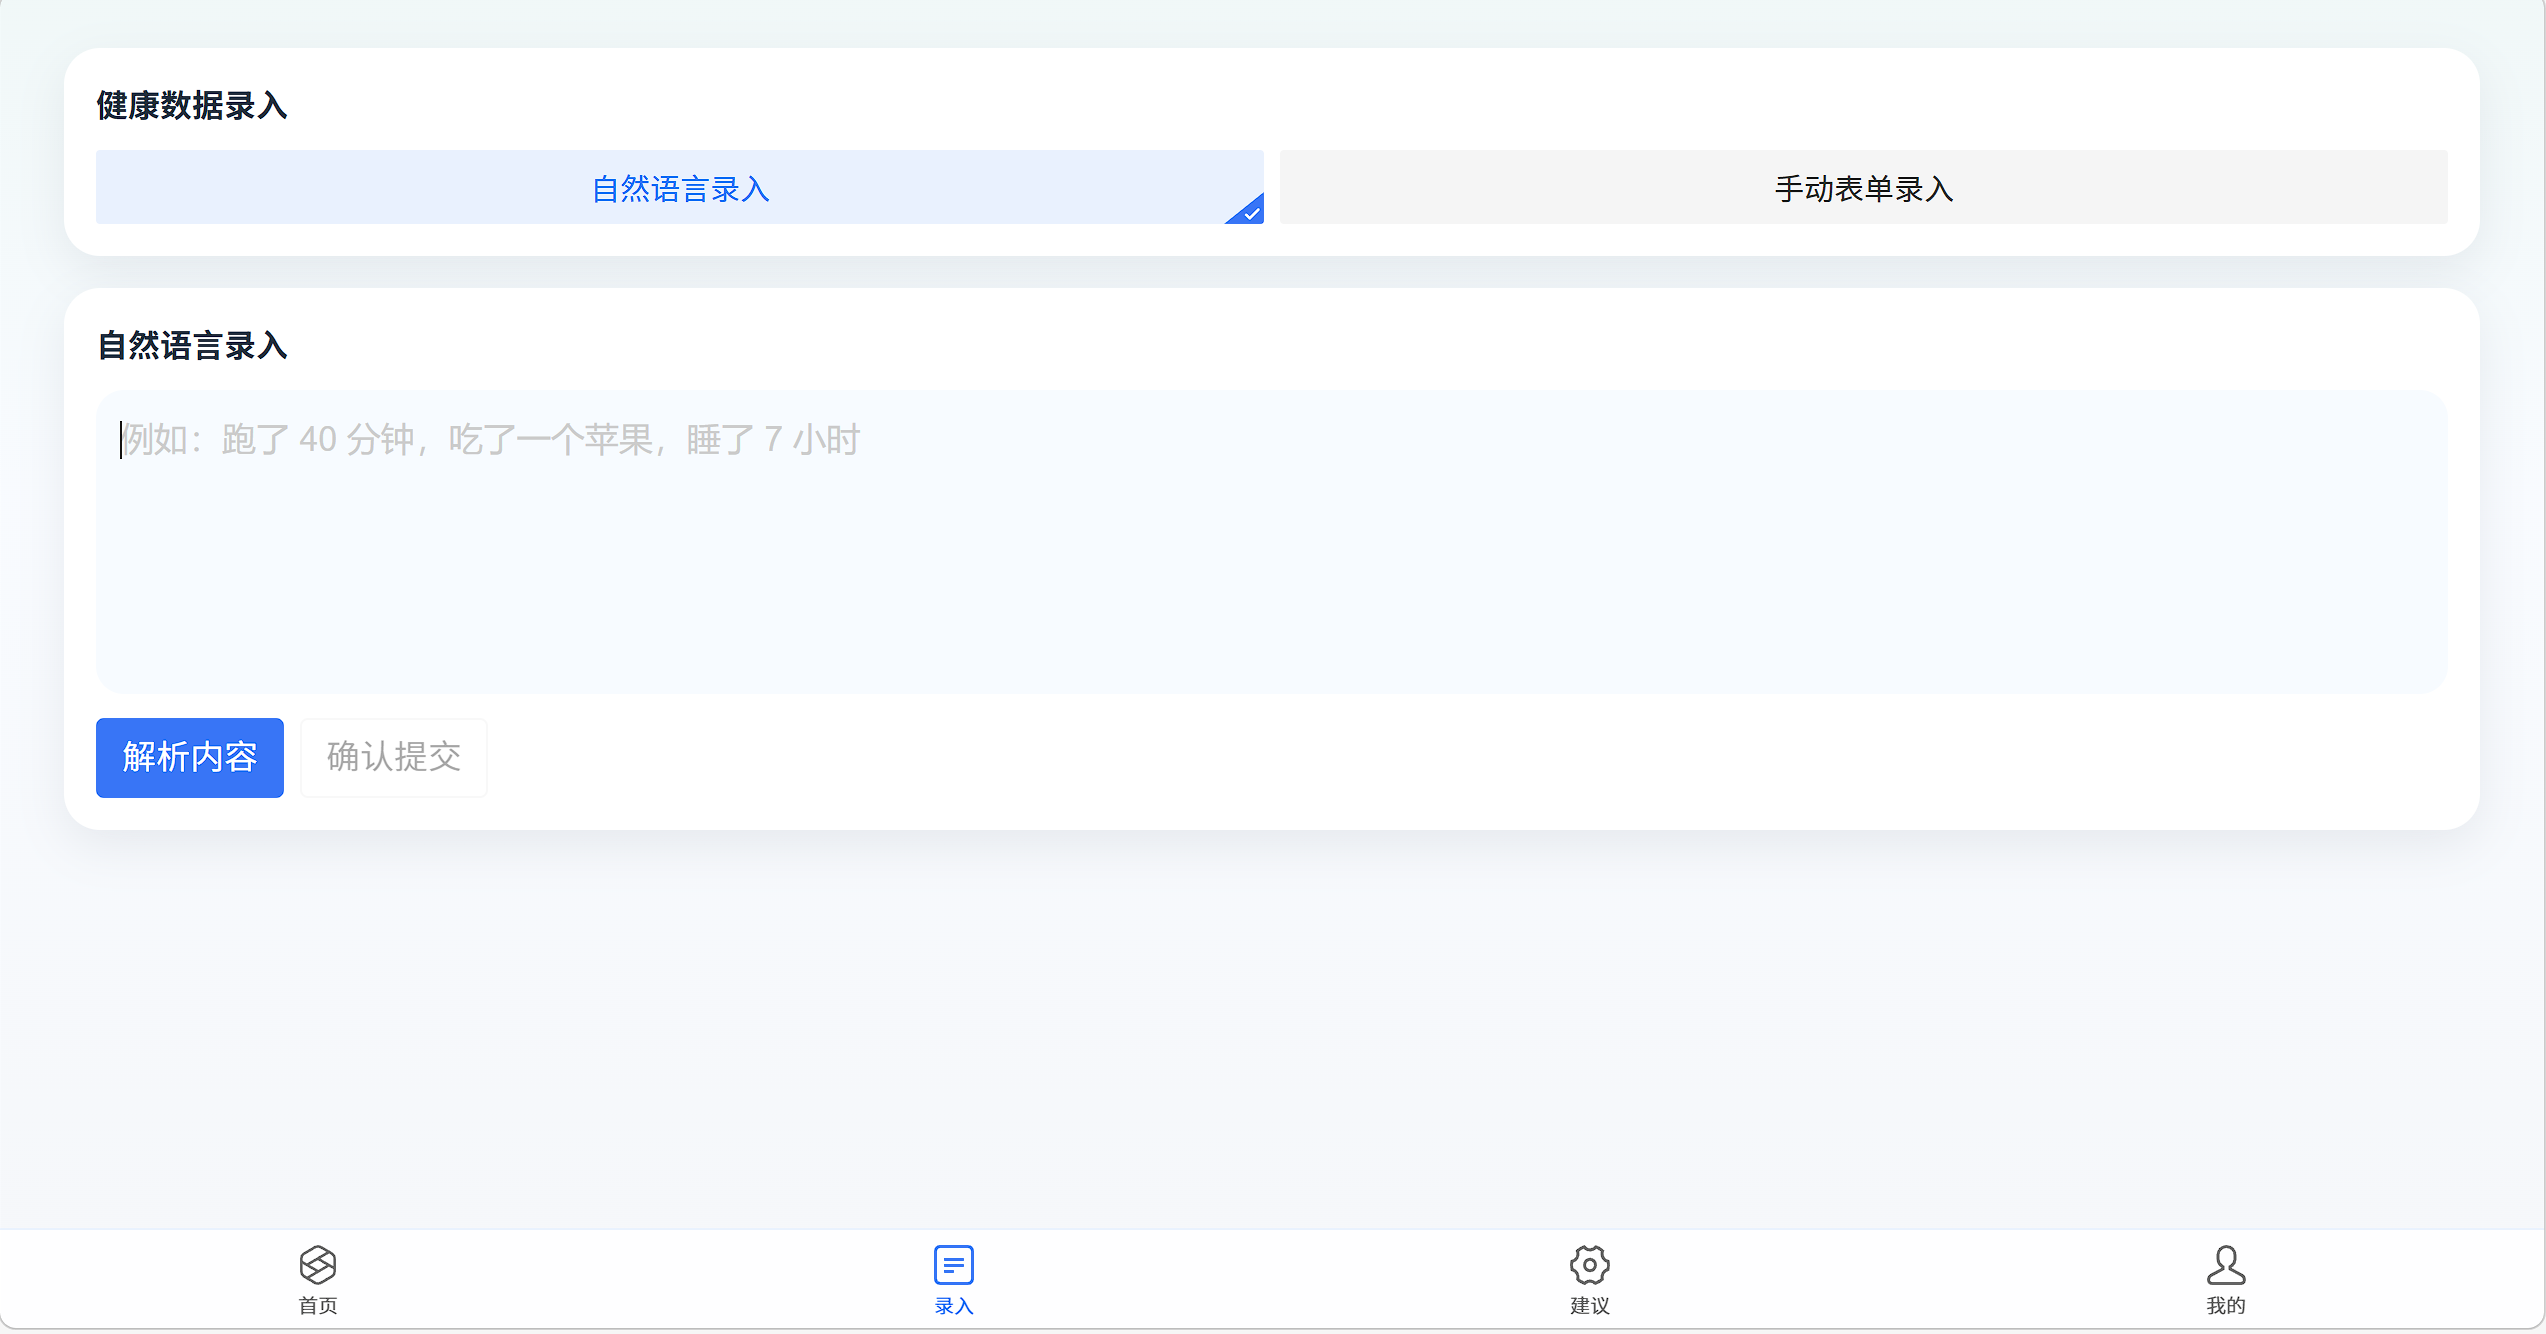 健康数据录入
自然语言录入
手动表单录入
自然语言录入
例如：跑了 40 分钟，吃了一个苹果，睡了 7 小时
解析内容
确认提交
首页
录入
建议
我的